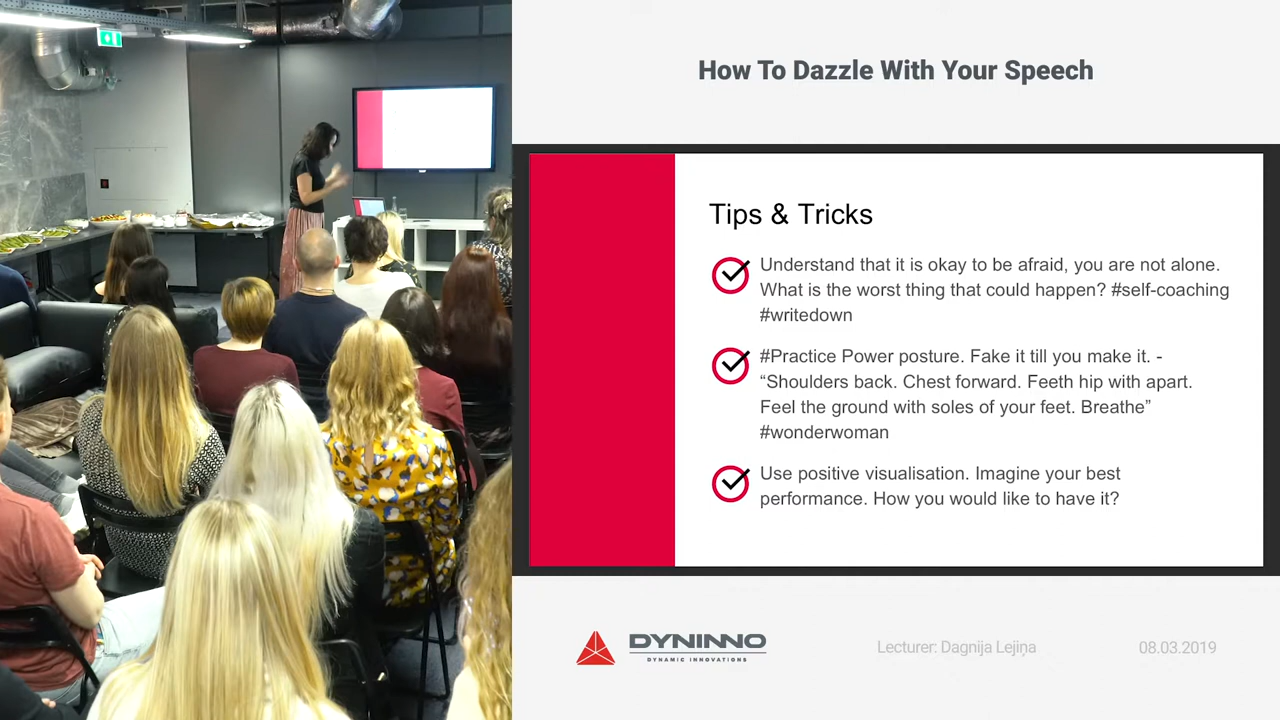 How To Dazzle With Your Speech
Tips & Tricks
Understand that it is okay to be afraid, you are not alone.
What is the worst thing that could happen? #self-coaching
#writedown
#Practice Power posture. Fake it till you make it. -
“Shoulders back. Chest forward. Feeth hip with apart.
Feel the ground with soles of your feet. Breathe”
#wonderwoman
Use positive visualisation. Imagine your best
performance. How you would like to have it?
DYNINNO
DYNAMIC INNOVATIONS
Lecturer: Dagnija Lejiņa
08.03.2019